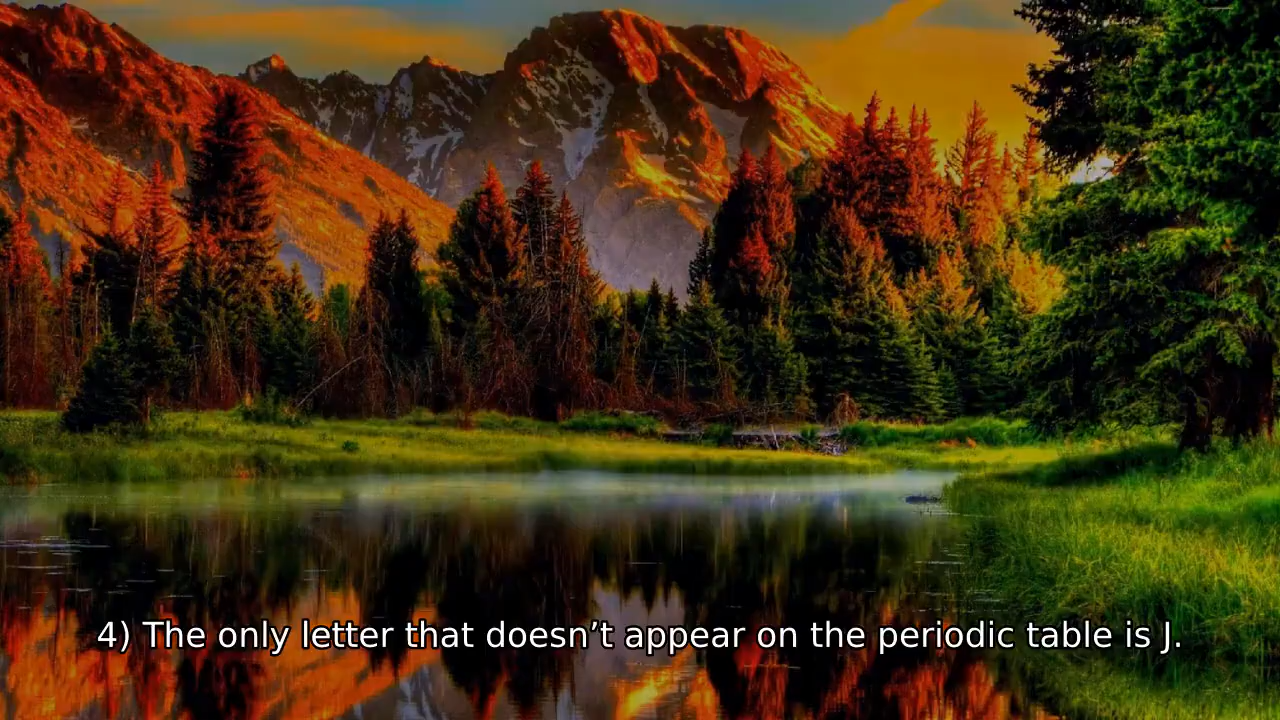 4) The only letter that doesn’t appear on the periodic table is J.